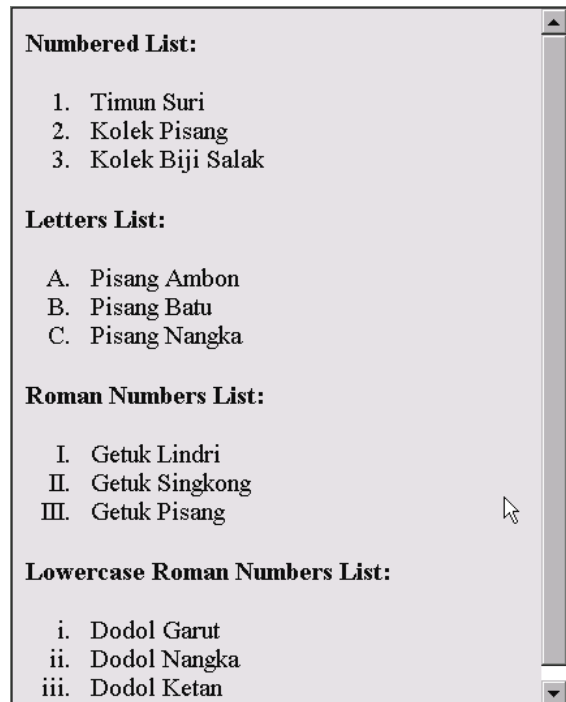 Numbered List:
1. Timun Suri
2. Kolek Pisang
3. Kolek Biji Salak
Letters List:
A. Pisang Ambon
B. Pisang Batu
C. Pisang Nangka
Roman Numbers List:
I. Getuk Lindri
II. Getuk Singkong
III. Getuk Pisang
Lowercase Roman Numbers List:
i. Dodol Garut
ii. Dodol Nangka
iii. Dodol Ketan